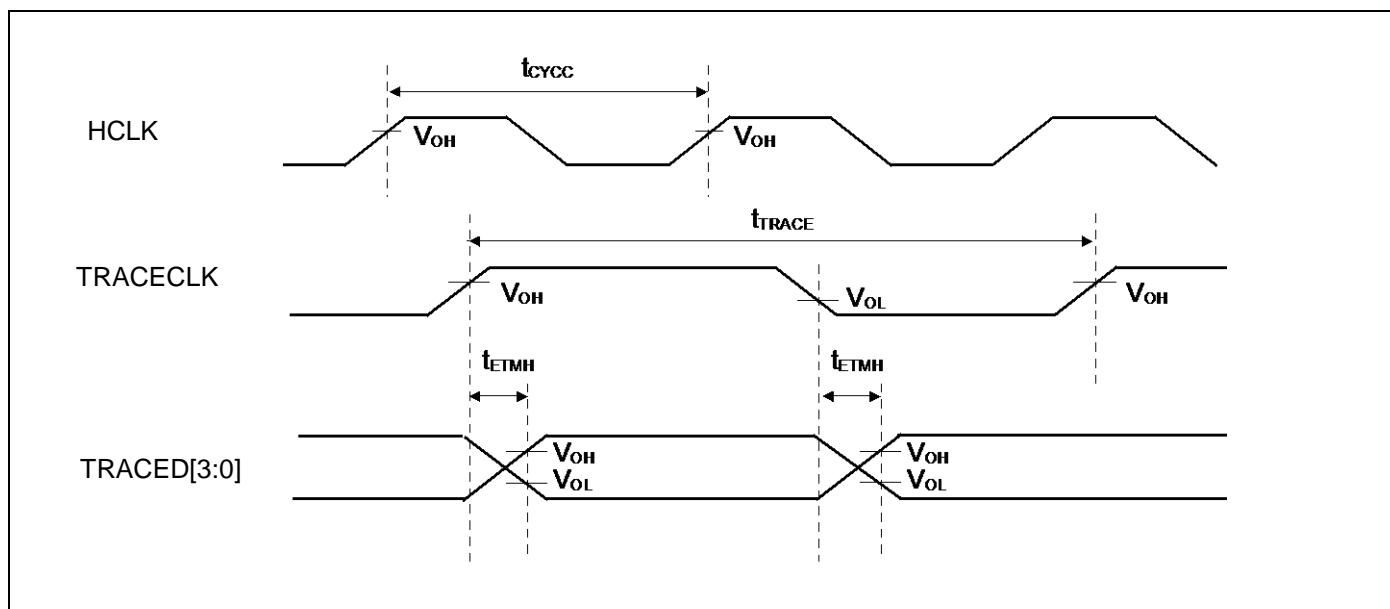 tCYCC
HCLK
VOH
VOH
tTRACE
TRACECLK
VOH
VOL
VOH
tETMH
tETMH
TRACED[3:0]
VOH
VOH
VOL
VOL